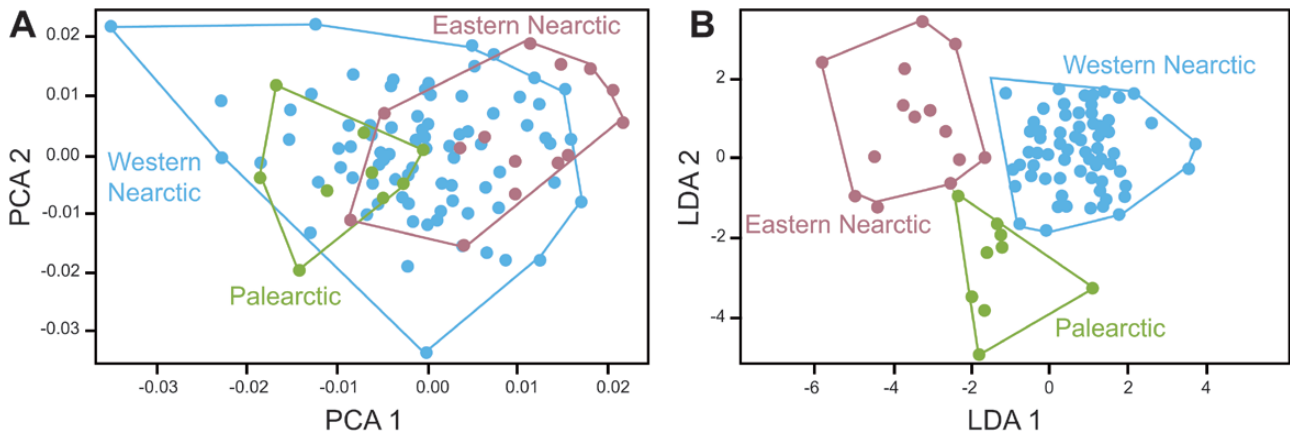 A
PCA 2
0.02
0.01
0.00
-0.01
-0.02
-0.03
Eastern Nearctic
Western
Nearctic
Palearctic
-0.03
-0.02
-0.01
0.00
0.01
0.02
PCA 1
B
LDA 2
2
0
-2
-4
Western Nearctic
Eastern Nearctic
Palearctic
-6
-4
-2
0
2
4
LDA 1